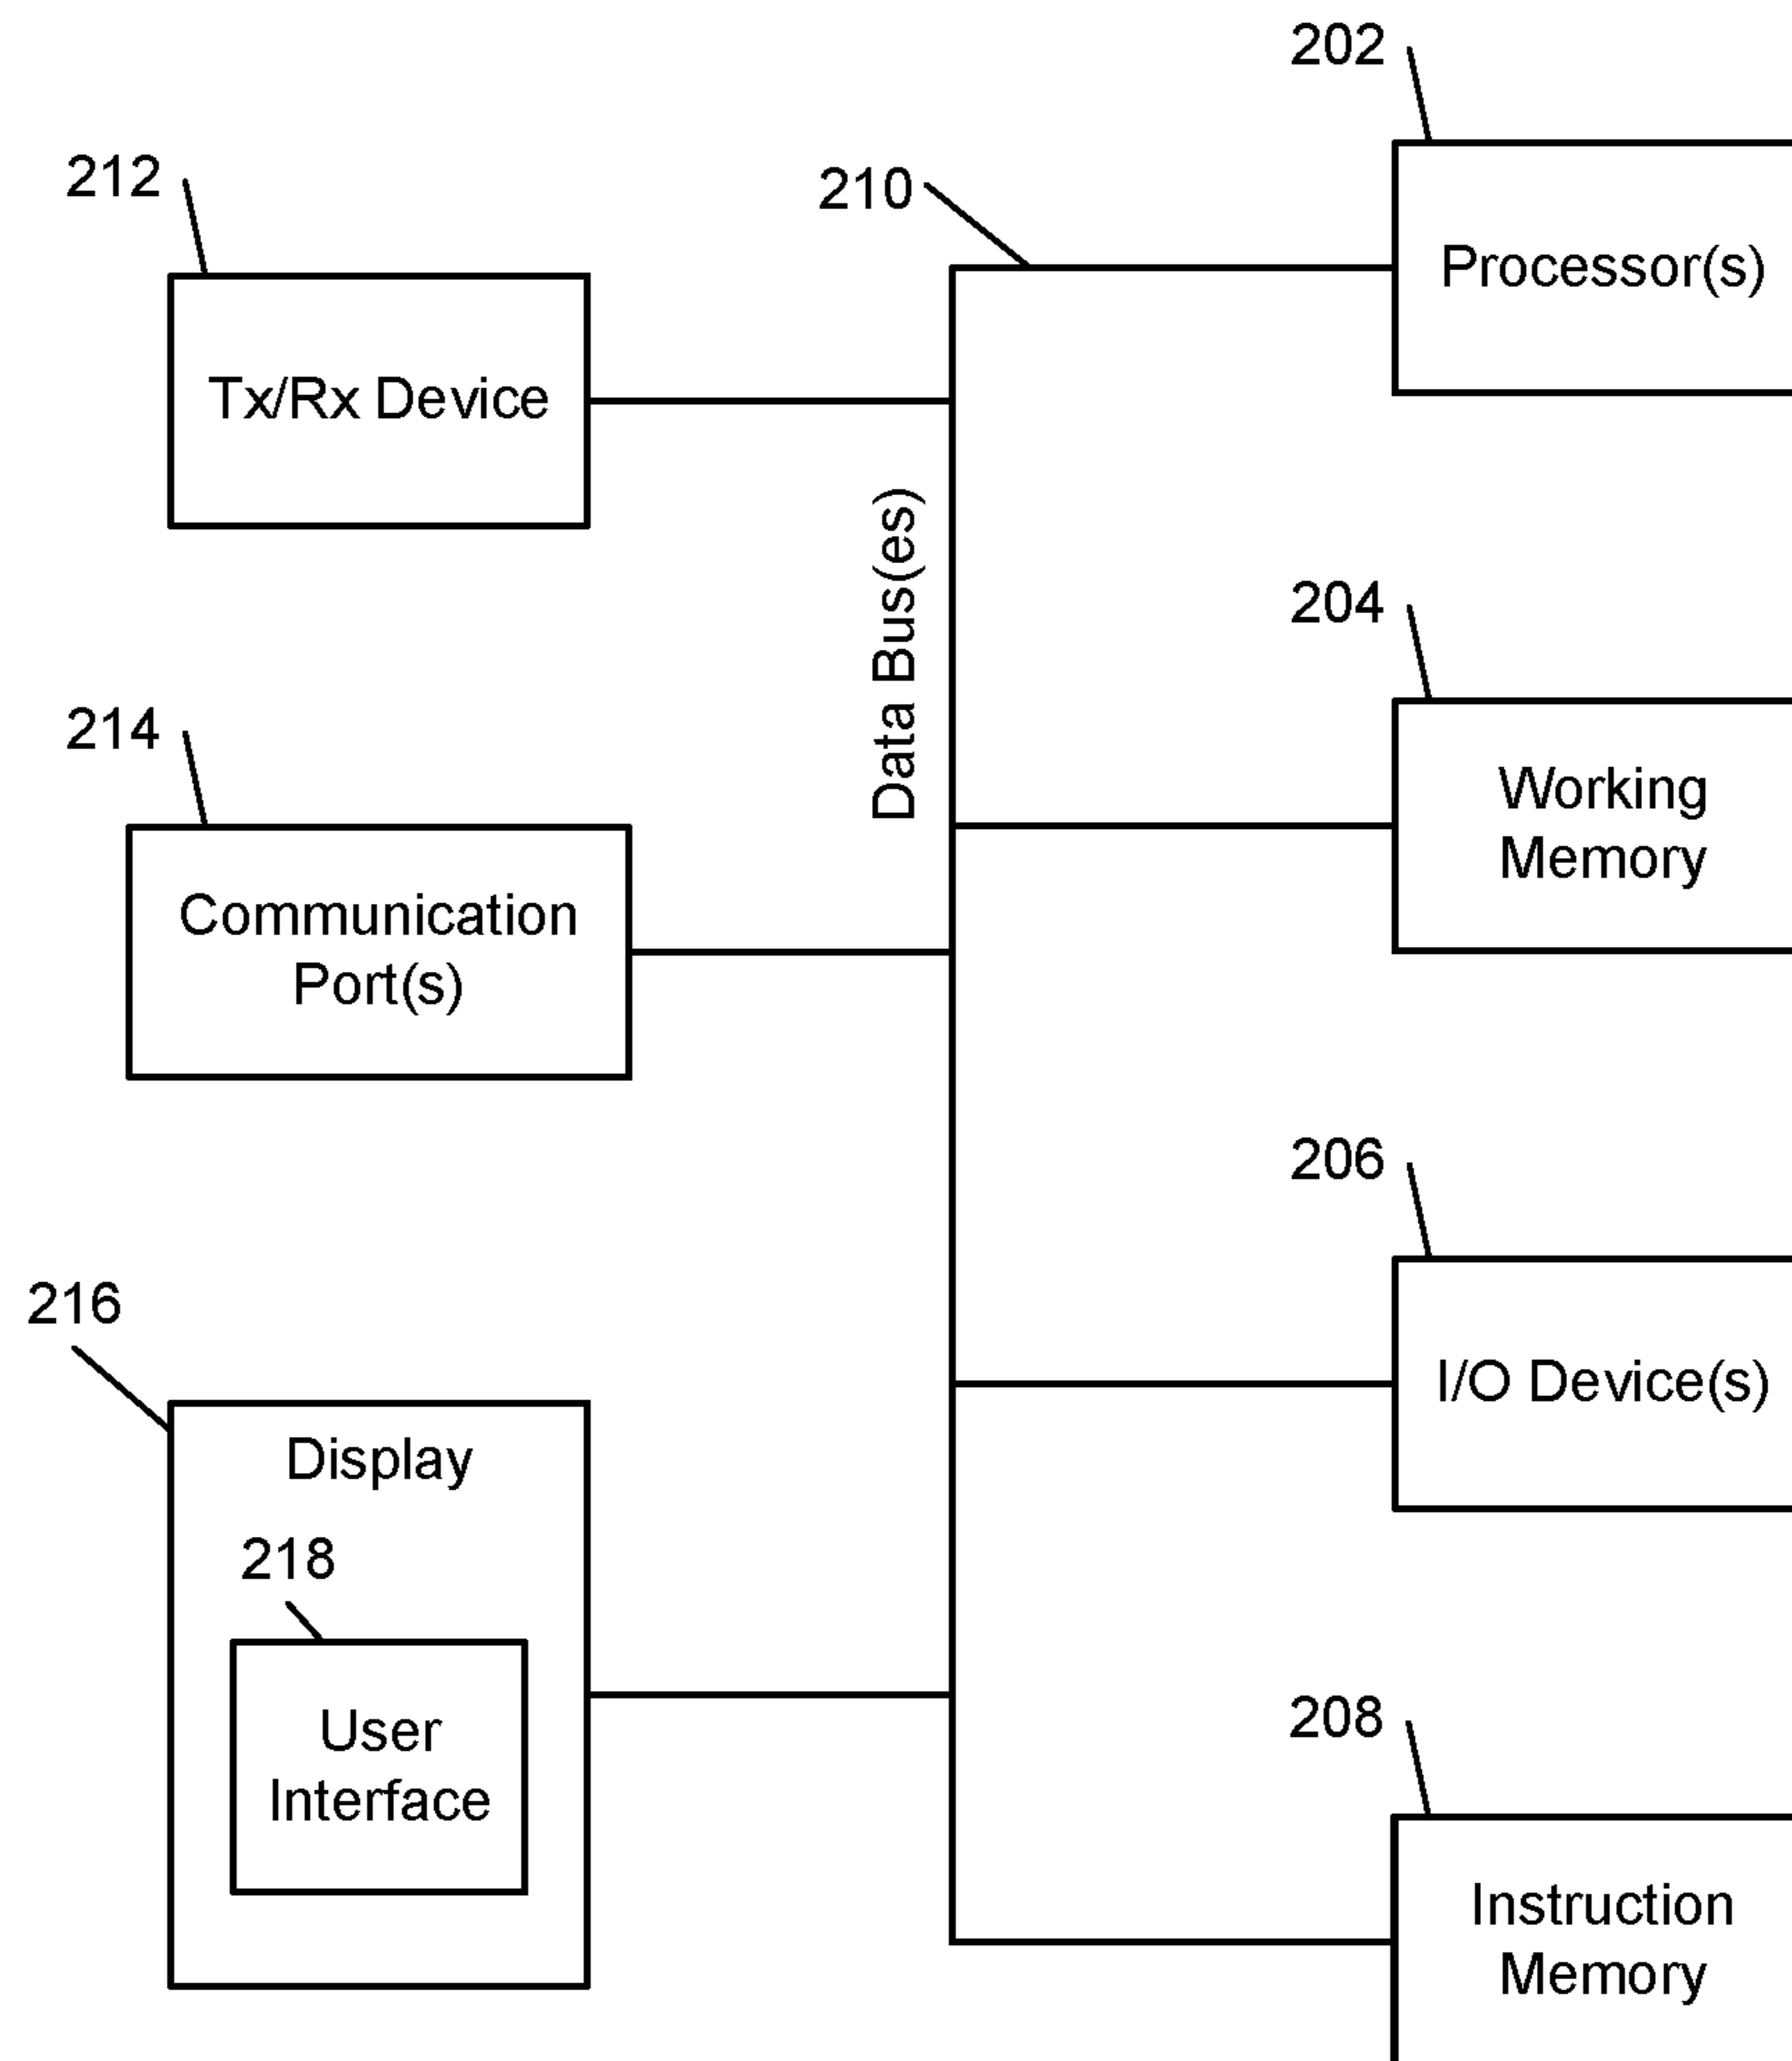 202
212
210
Processor(s)
Tx/Rx Device
Data Bus(es)
204
214
Working
Memory
Communication
Port(s)
206
216
I/O Device(s)
Display
218
User
Interface
208
Instruction
Memory